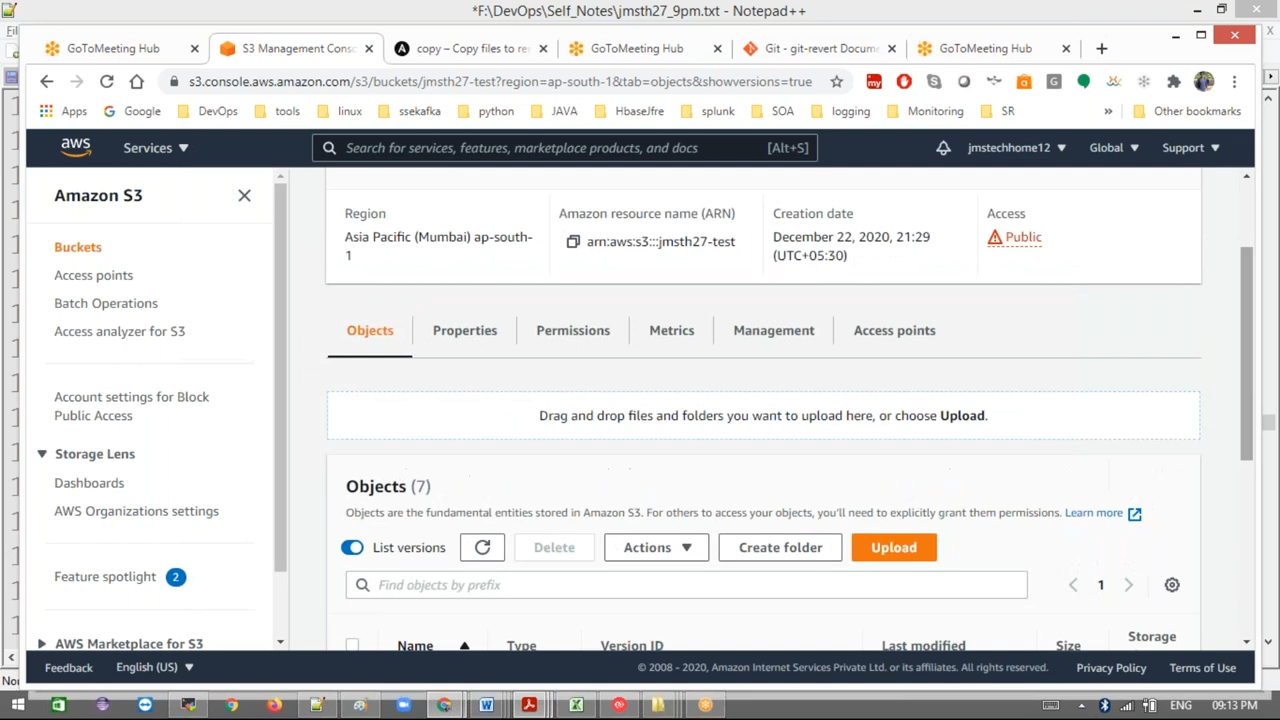 *F:\DevOps\Self_Notes\jmsth27_9pm.txt - Notepad++
GoToMeeting Hub
S3 Management Consc
copy – Copy files to re
GoToMeeting Hub
Git - git-revert Docume
GoToMeeting Hub
s3.console.aws.amazon.com/s3/buckets/jmsth27-test?region=ap-south-1&tab=objects&showversions=true
Apps
Google
DevOps
tools
linux
ssekafka
python
JAVA
HbaseJfre
splunk
SOA
logging
Monitoring
SR
Other bookmarks
aws
Services
Search for services, features, marketplace products, and docs
[Alt+S]
jmstechhome12
Global
Support
Amazon S3
Buckets
Access points
Batch Operations
Access analyzer for S3
Account settings for Block
Public Access
Storage Lens
Dashboards
AWS Organizations settings
Feature spotlight
2
AWS Marketplace for S3
Region
Asia Pacific (Mumbai) ap-south-
1
Amazon resource name (ARN)
arn:aws:s3:::jmsth27-test
Creation date
December 22, 2020, 21:29
(UTC+05:30)
Access
Public
Objects
Properties
Permissions
Metrics
Management
Access points
Drag and drop files and folders you want to upload here, or choose Upload.
Objects (7)
Objects are the fundamental entities stored in Amazon S3. For others to access your objects, you'll need to explicitly grant them permissions. Learn more
List versions
Delete
Actions
Create folder
Upload
Find objects by prefix
1
Name
Type
Version ID
Last modified
Size
Storage
Feedback
English (US)
© 2008 - 2020, Amazon Internet Services Private Ltd. or its affiliates. All rights reserved.
Privacy Policy
Terms of Use
ENG
09:13 PM